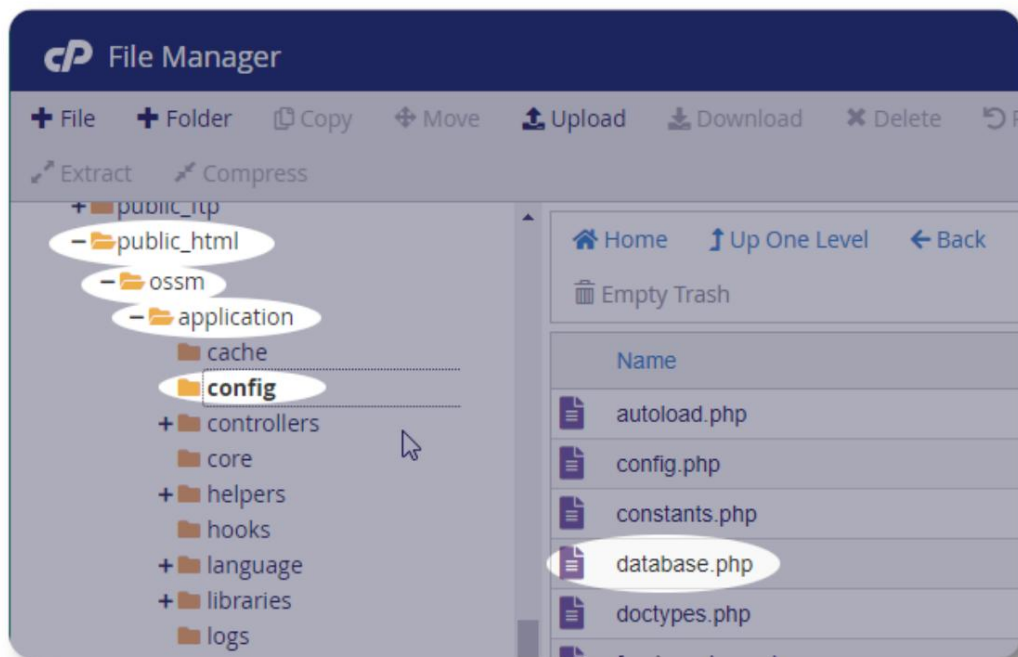 cP File Manager
File Folder Copy Move Upload Download Delete
Extract Compress
public_ftp
public_html
ossm
application
cache
config
controllers
core
helpers
hooks
language
libraries
logs
Home Up One Level Back
Empty Trash
Name
autoload.php
config.php
constants.php
database.php
doctypes.php